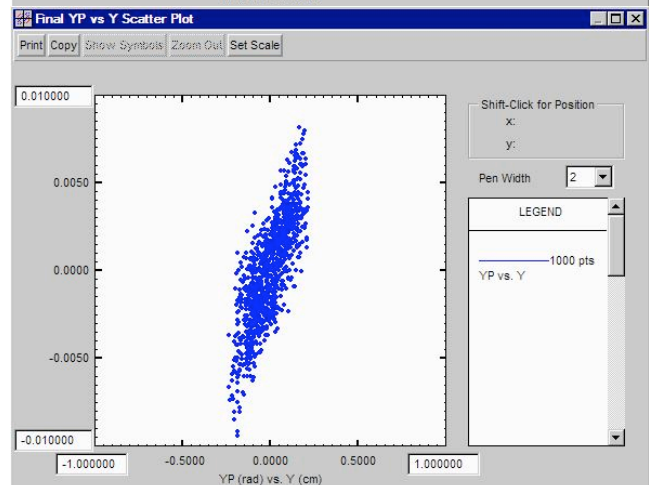 Final YP vs Y Scatter Plot
Print Copy Show Symbols Zoom Out Set Scale
0.010000
0.0050
0.0000
-0.0050
-0.010000
-1.000000 -0.5000 0.0000 0.5000 1.000000
YP (rad) vs. Y (cm)
Shift-Click for Position
x:
y:
Pen Width 2
LEGEND
1000 pts
YP vs. Y